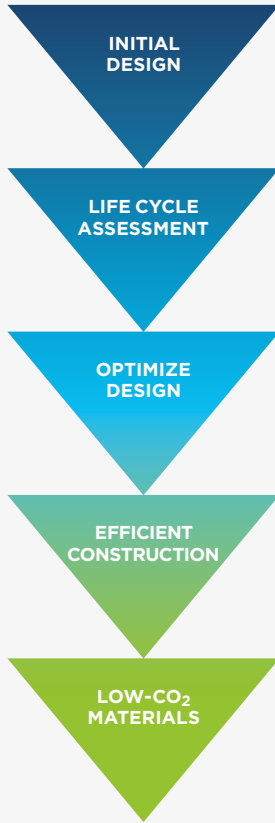 INITIAL
DESIGN
LIFE CYCLE
ASSESSMENT
OPTIMIZE
DESIGN
EFFICIENT
CONSTRUCTION
LOW-CO₂
MATERIALS